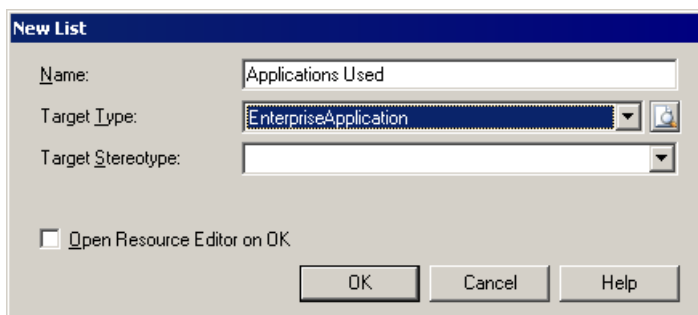 New List
Name: Applications Used
Target Type: EnterpriseApplication
Target Stereotype:
Open Resource Editor on OK
OK Cancel Help